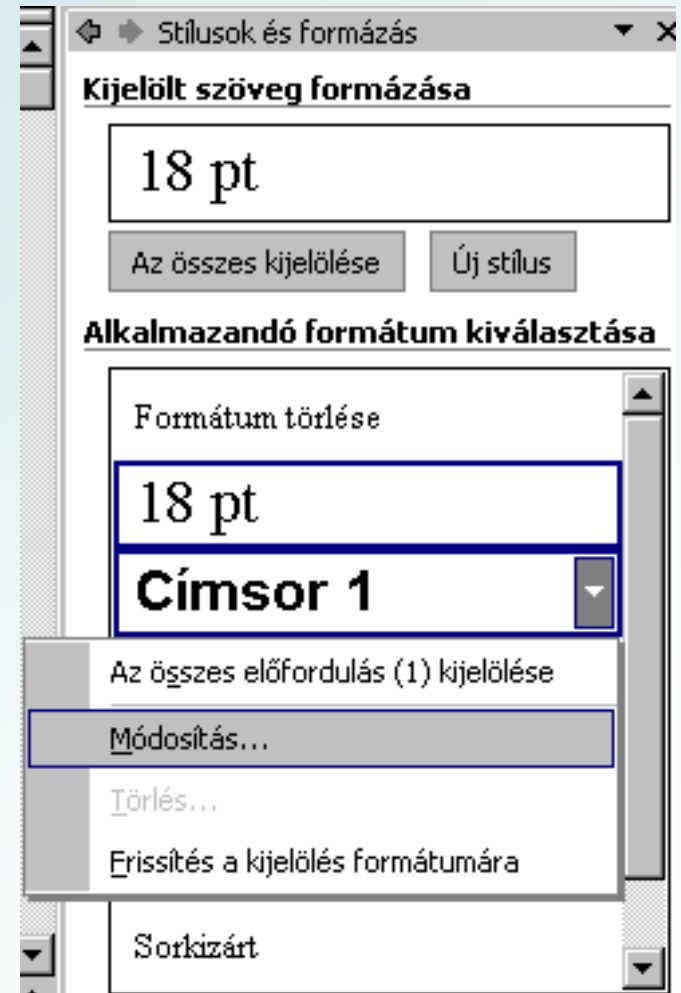 Stílusok és formázás
Kijelölt szöveg formázása
18 pt
Az összes kijelölése Új stílus
Alkalmazandó formátum kiválasztása
Formátum törlése
18 pt
Címsor 1
Az összes előfordulás (1) kijelölése
Módosítás...
Törlés...
Frissítés a kijelölés formátumára
Sorkizárt